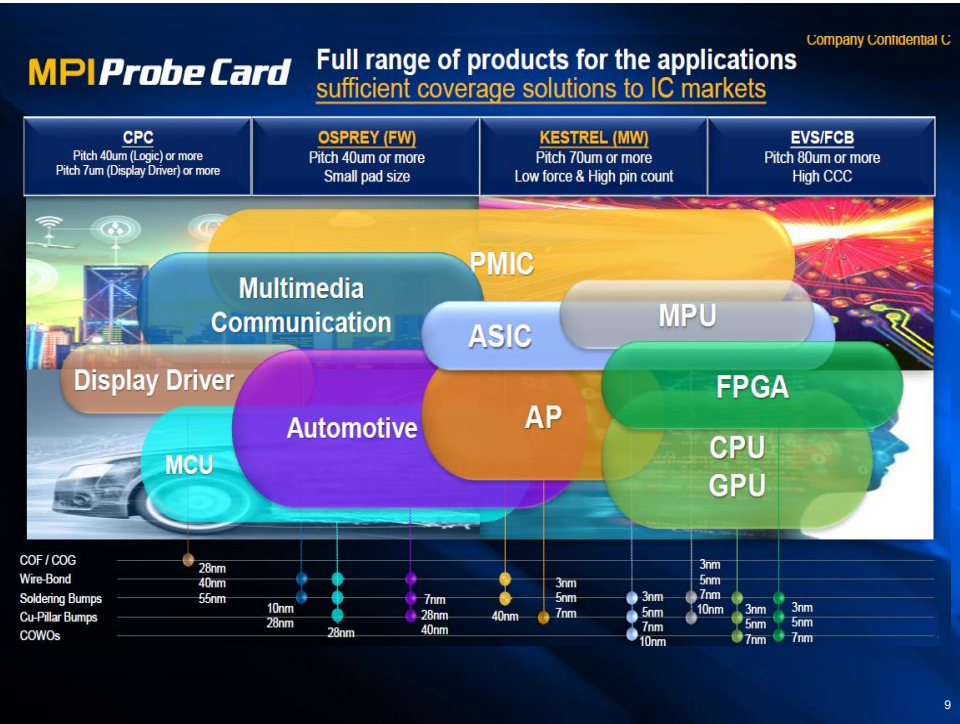 Company Confidential C
MPI Probe Card
Full range of products for the applications
sufficient coverage solutions to IC markets
CPC
Pitch 40um (Logic) or more
Pitch 7um (Display Driver) or more
OSPREY (FW)
Pitch 40um or more
Small pad size
KESTREL (MW)
Pitch 70um or more
Low force & High pin count
EVS/FCB
Pitch 80um or more
High CCC
PMIC
Multimedia
Communication
MPU
ASIC
Display Driver
FPGA
Automotive
AP
MCU
CPU
GPU
COF / COG
Wire-Bond
Soldering Bumps
Cu-Pillar Bumps
COWOs
28nm
40nm
55nm
10nm
28nm
28nm
7nm
28nm
40nm
40nm
3nm
5nm
7nm
3nm
5nm
7nm
10nm
3nm
5nm
7nm
10nm
3nm
5nm
7nm
3nm
5nm
7nm
9